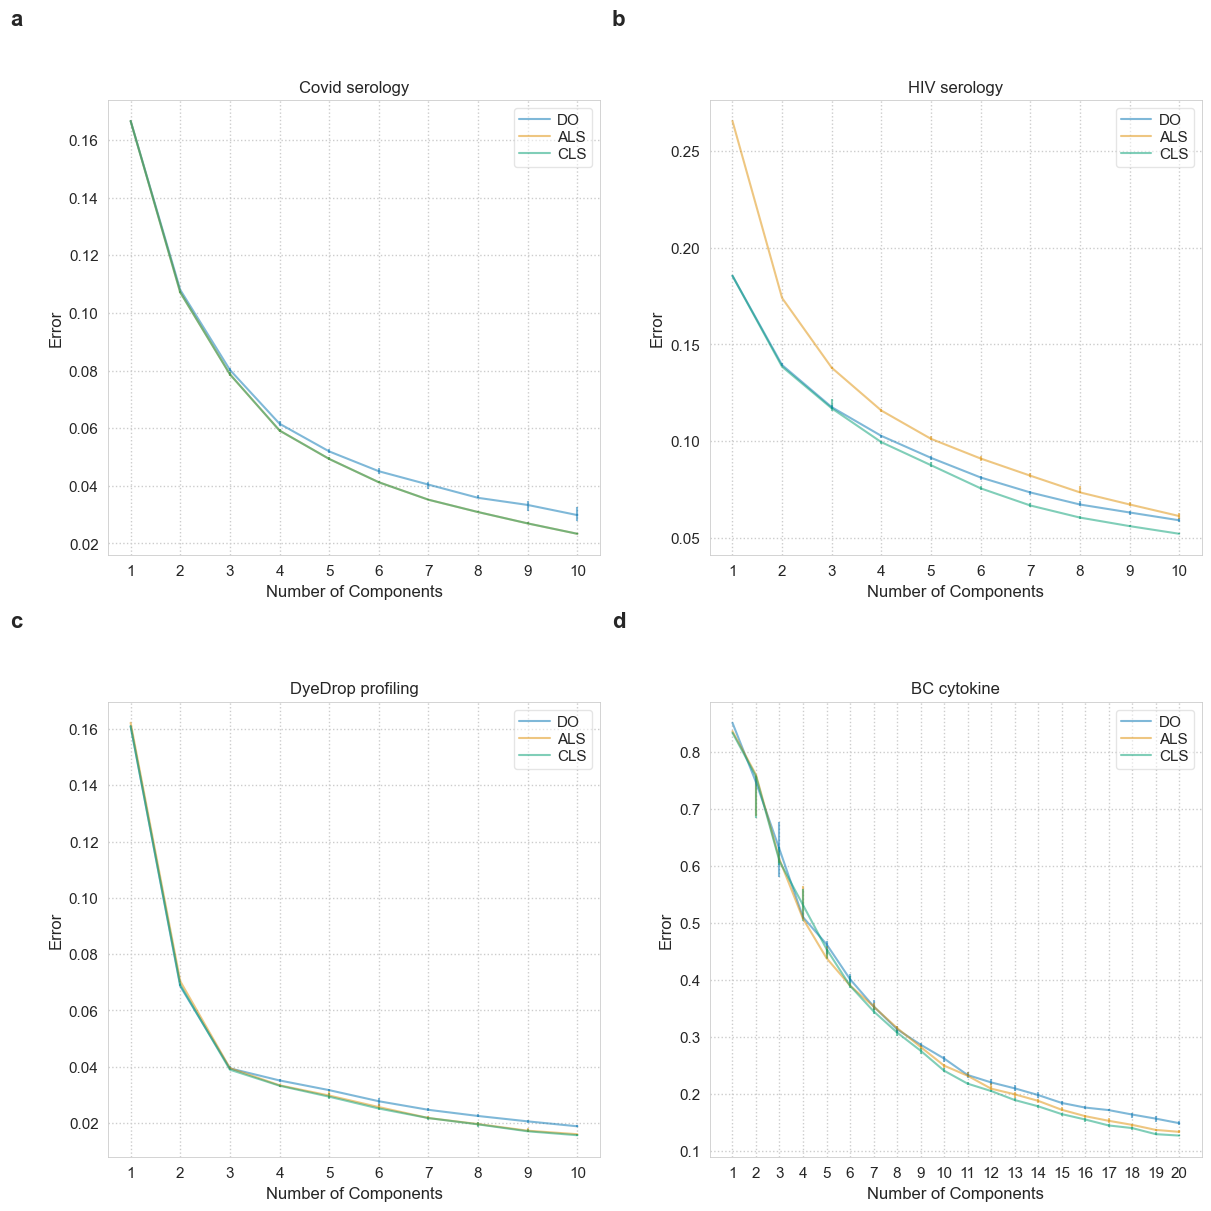 a
Covid serology
DO
ALS
CLS
0.16
0.14
0.12
0.10
0.08
0.06
0.04
0.02
Error
1 2 3 4 5 6 7 8 9 10
Number of Components
b
HIV serology
DO
ALS
CLS
0.25
0.20
0.15
0.10
0.05
Error
1 2 3 4 5 6 7 8 9 10
Number of Components
c
DyeDrop profiling
DO
ALS
CLS
0.16
0.14
0.12
0.10
0.08
0.06
0.04
0.02
Error
1 2 3 4 5 6 7 8 9 10
Number of Components
BC cytokine
DO
ALS
CLS
0.8
0.7
0.6
0.5
0.4
0.3
0.2
0.1
Error
1 2 3 4 5 6 7 8 9 10 11 12 13 14 15 16 17 18 19 20
Number of Components
d